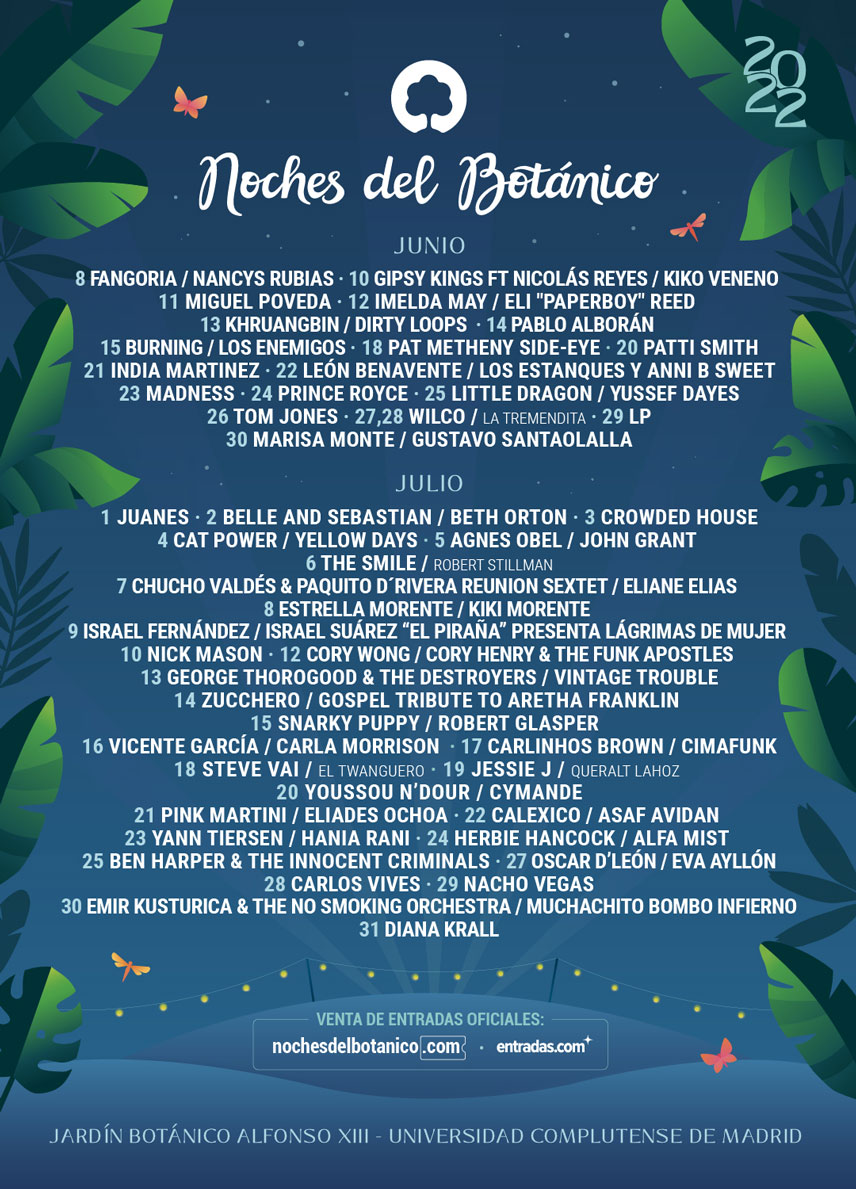 2022
Noches del Botánico
JUNIO
8 FANGORIA / NANCYS RUBIAS · 10 GIPSY KINGS FT NICOLÁS REYES / KIKO VENENO
11 MIGUEL POVEDA · 12 IMELDA MAY / ELI "PAPERBOY" REED
13 KHRUANGBIN / DIRTY LOOPS · 14 PABLO ALBORÁN
15 BURNING / LOS ENEMIGOS · 18 PAT METHENY SIDE-EYE · 20 PATTI SMITH
21 INDIA MARTINEZ · 22 LEÓN BENAVENTE / LOS ESTANQUES Y ANNI B SWEET
23 MADNESS · 24 PRINCE ROYCE · 25 LITTLE DRAGON / YUSSEF DAYES
26 TOM JONES · 27,28 WILCO / LA TREMENDITA · 29 LP
30 MARISA MONTE / GUSTAVO SANTAOLALLA
JULIO
1 JUANES · 2 BELLE AND SEBASTIAN / BETH ORTON · 3 CROWDED HOUSE
4 CAT POWER / YELLOW DAYS · 5 AGNES OBEL / JOHN GRANT
6 THE SMILE / ROBERT STILLMAN
7 CHUCHO VALDÉS & PAQUITO D´RIVERA REUNION SEXTET / ELIANE ELIAS
8 ESTRELLA MORENTE / KIKI MORENTE
9 ISRAEL FERNÁNDEZ / ISRAEL SUÁREZ “EL PIRAÑA” PRESENTA LÁGRIMAS DE MUJER
10 NICK MASON · 12 CORY WONG / CORY HENRY & THE FUNK APOSTLES
13 GEORGE THOROGOOD & THE DESTROYERS / VINTAGE TROUBLE
14 ZUCCHERO / GOSPEL TRIBUTE TO ARETHA FRANKLIN
15 SNARKY PUPPY / ROBERT GLASPER
16 VICENTE GARCÍA / CARLA MORRISON · 17 CARLINHOS BROWN / CIMAFUNK
18 STEVE VAI / EL TWANGUERO · 19 JESSIE J / QUERALT LAHOZ
20 YOUSSOU N’DOUR / CYMANDE
21 PINK MARTINI / ELIADES OCHOA · 22 CALEXICO / ASAF AVIDAN
23 YANN TIERSEN / HANIA RANI · 24 HERBIE HANCOCK / ALFA MIST
25 BEN HARPER & THE INNOCENT CRIMINALS · 27 OSCAR D’LEÓN / EVA AYLLÓN
28 CARLOS VIVES · 29 NACHO VEGAS
30 EMIR KUSTURICA & THE NO SMOKING ORCHESTRA / MUCHACHITO BOMBO INFIERNO
31 DIANA KRALL
VENTA DE ENTRADAS OFICIALES:
nochesdelbotanico.com · entradas.com
JARDÍN BOTÁNICO ALFONSO XIII - UNIVERSIDAD COMPLUTENSE DE MADRID